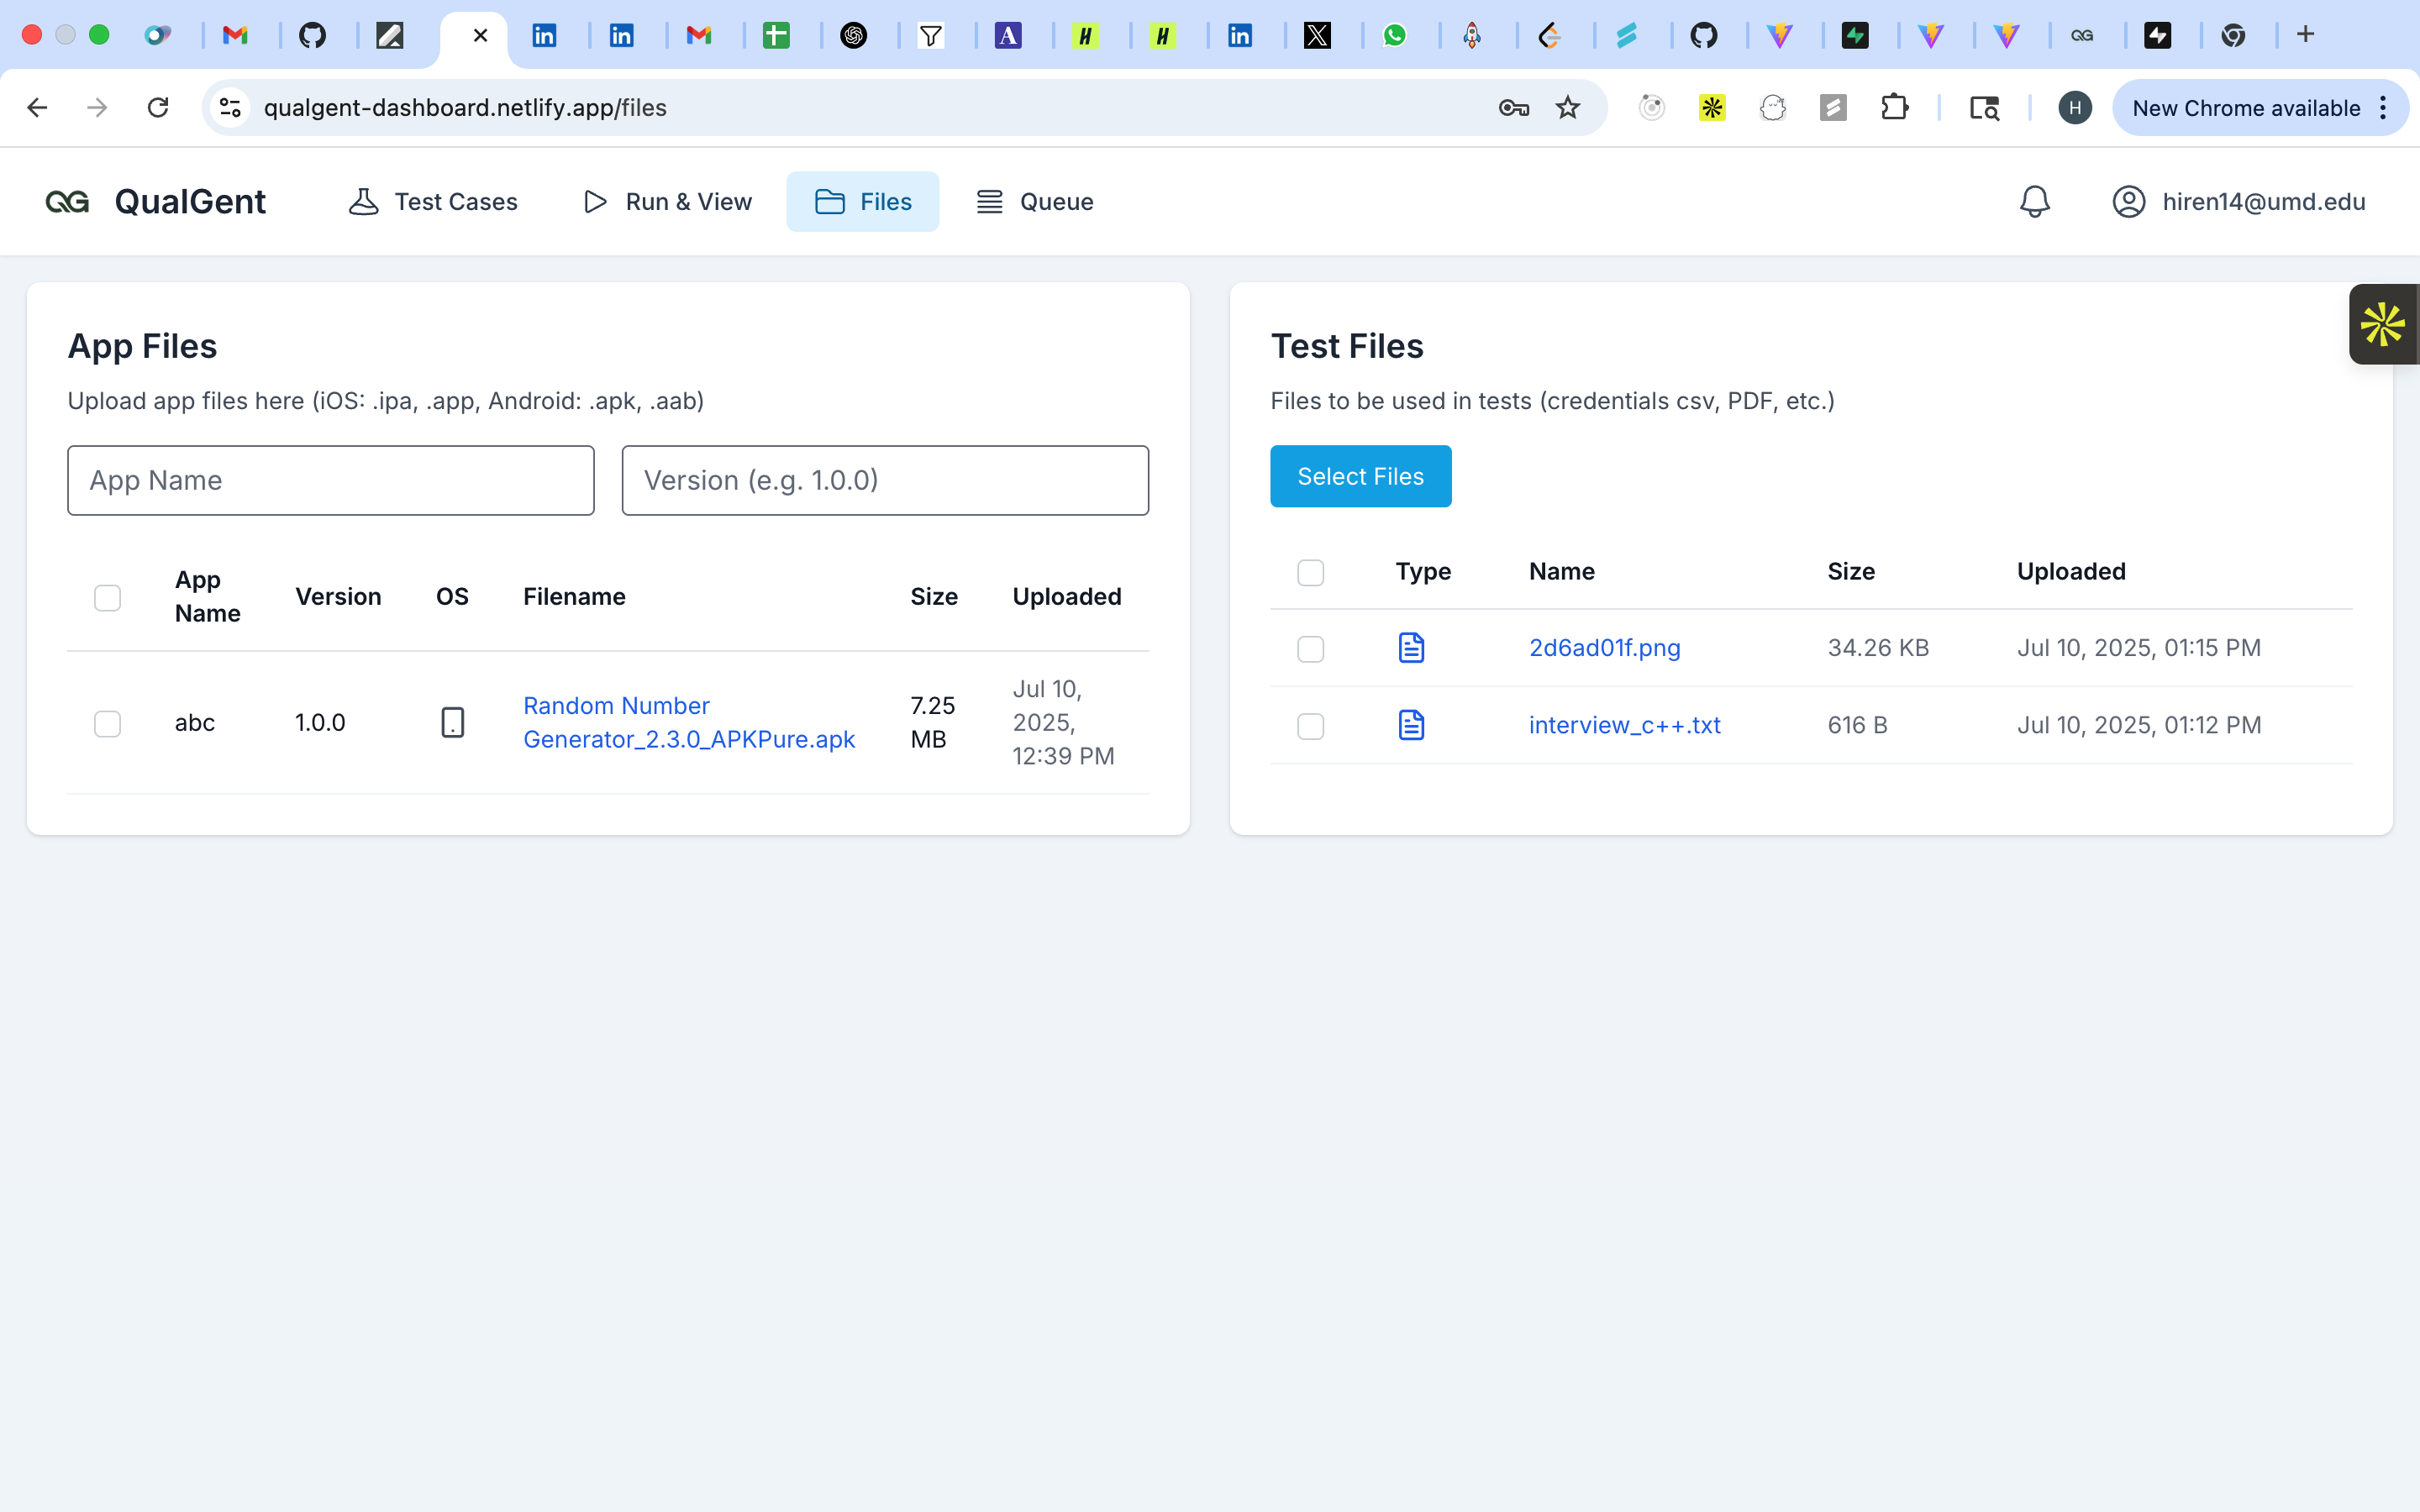 qualgent-dashboard.netlify.app/files
H
New Chrome available
QG QualGent
Test Cases
Run & View
Files
Queue
hiren14@umd.edu
App Files
Upload app files here (iOS: .ipa, .app, Android: .apk, .aab)
App Name
Version (e.g. 1.0.0)
App
Name
Version
OS
Filename
Size
Uploaded
abc
1.0.0
Random Number
Generator_2.3.0_APKPure.apk
7.25
MB
Jul 10,
2025,
12:39 PM
Test Files
Files to be used in tests (credentials csv, PDF, etc.)
Select Files
Type
Name
Size
Uploaded
2d6ad01f.png
34.26 KB
Jul 10, 2025, 01:15 PM
interview_c++.txt
616 B
Jul 10, 2025, 01:12 PM